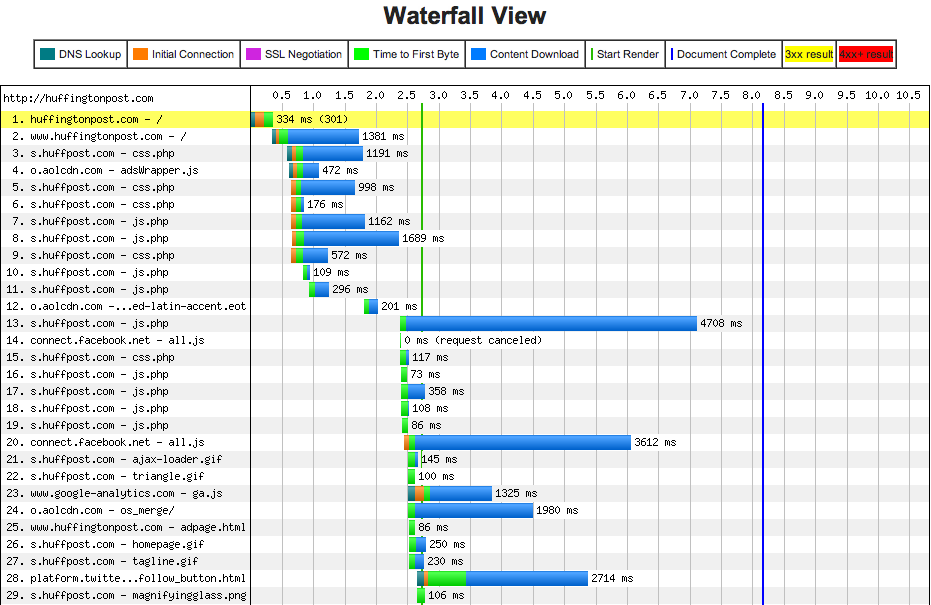 Waterfall View
DNS Lookup Initial Connection SSL Negotiation Time to First Byte Content Download Start Render Document Complete 3xx result 4xx+ result
http://huffingtonpost.com 0.5 1.0 1.5 2.0 2.5 3.0 3.5 4.0 4.5 5.0 5.5 6.0 6.5 7.0 7.5 8.0 8.5 9.0 9.5 10.0 10.5
1. huffingtonpost.com - / 334 ms (301)
2. www.huffingtonpost.com - / 1381 ms
3. s.huffpost.com - css.php 1191 ms
4. o.aolcdn.com - adsWrapper.js 472 ms
5. s.huffpost.com - css.php 998 ms
6. s.huffpost.com - css.php 176 ms
7. s.huffpost.com - js.php 1162 ms
8. s.huffpost.com - js.php 1689 ms
9. s.huffpost.com - css.php 572 ms
10. s.huffpost.com - js.php 109 ms
11. s.huffpost.com - js.php 296 ms
12. o.aolcdn.com -...ed-latin-accent.eot 201 ms
13. s.huffpost.com - js.php 4708 ms
14. connect.facebook.net - all.js 0 ms (request canceled)
15. s.huffpost.com - css.php 117 ms
16. s.huffpost.com - js.php 73 ms
17. s.huffpost.com - js.php 358 ms
18. s.huffpost.com - js.php 108 ms
19. s.huffpost.com - js.php 86 ms
20. connect.facebook.net - all.js 3612 ms
21. s.huffpost.com - ajax-loader.gif 145 ms
22. s.huffpost.com - triangle.gif 100 ms
23. www.google-analytics.com - ga.js 1325 ms
24. o.aolcdn.com - os_merge/ 1980 ms
25. www.huffingtonpost.com - adpage.html 86 ms
26. s.huffpost.com - homepage.gif 250 ms
27. s.huffpost.com - tagline.gif 230 ms
28. platform.twitte...follow_button.html 2714 ms
29. s.huffpost.com - magnifyingglass.png 106 ms